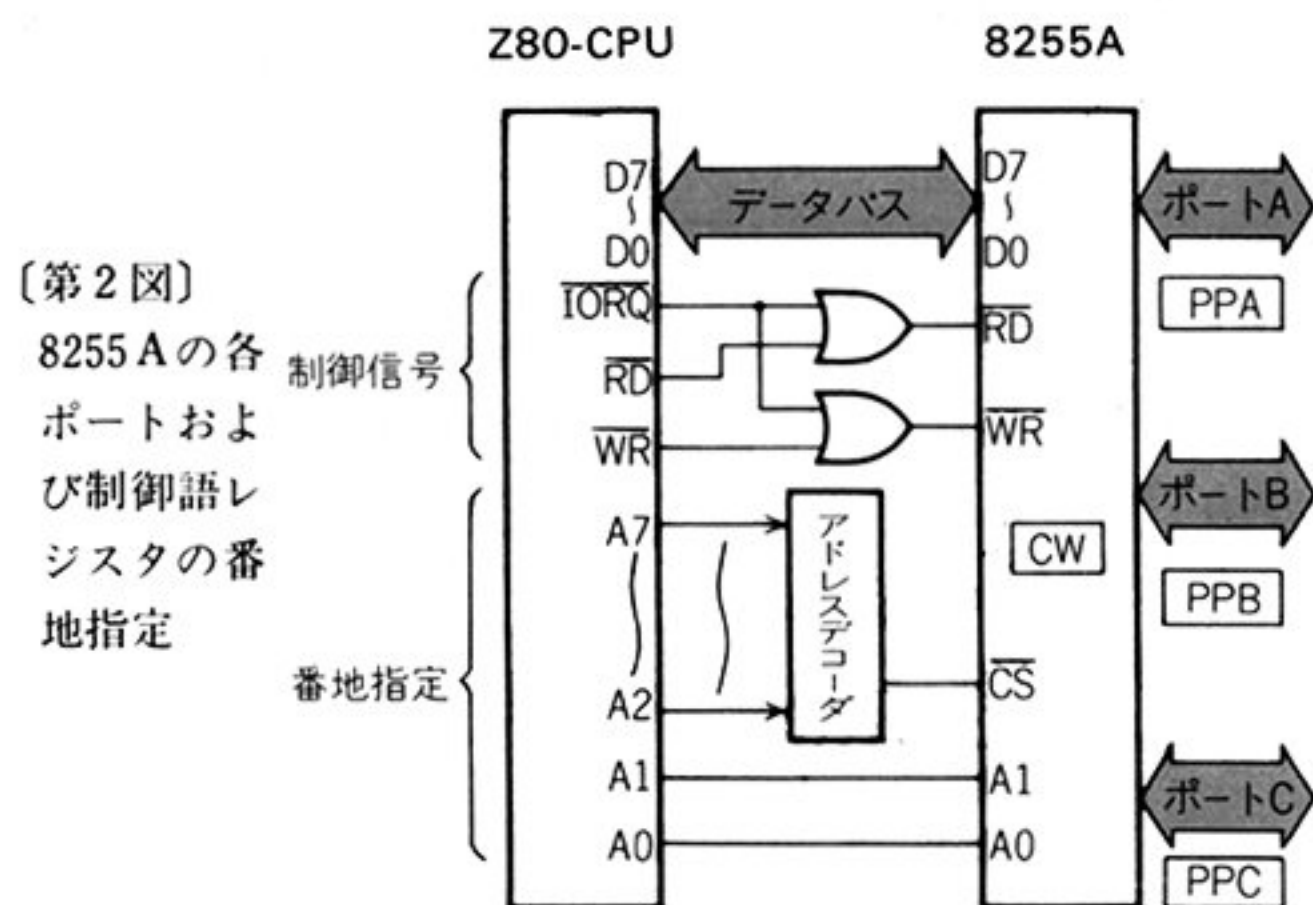 Z80-CPU
8255A
D7
~
D0
データバス
D7
~
D0
ポートA
PPA
〔第2図〕
8255Aの各
ポートおよ
び制御語レ
ジスタの番
地指定
制御信号
IORQ
RD
WR
RD
WR
ポートB
PPB
番地指定
A7
A2
A1
A0
アドレスデコーダ
CW
CS
A1
A0
ポートC
PPC